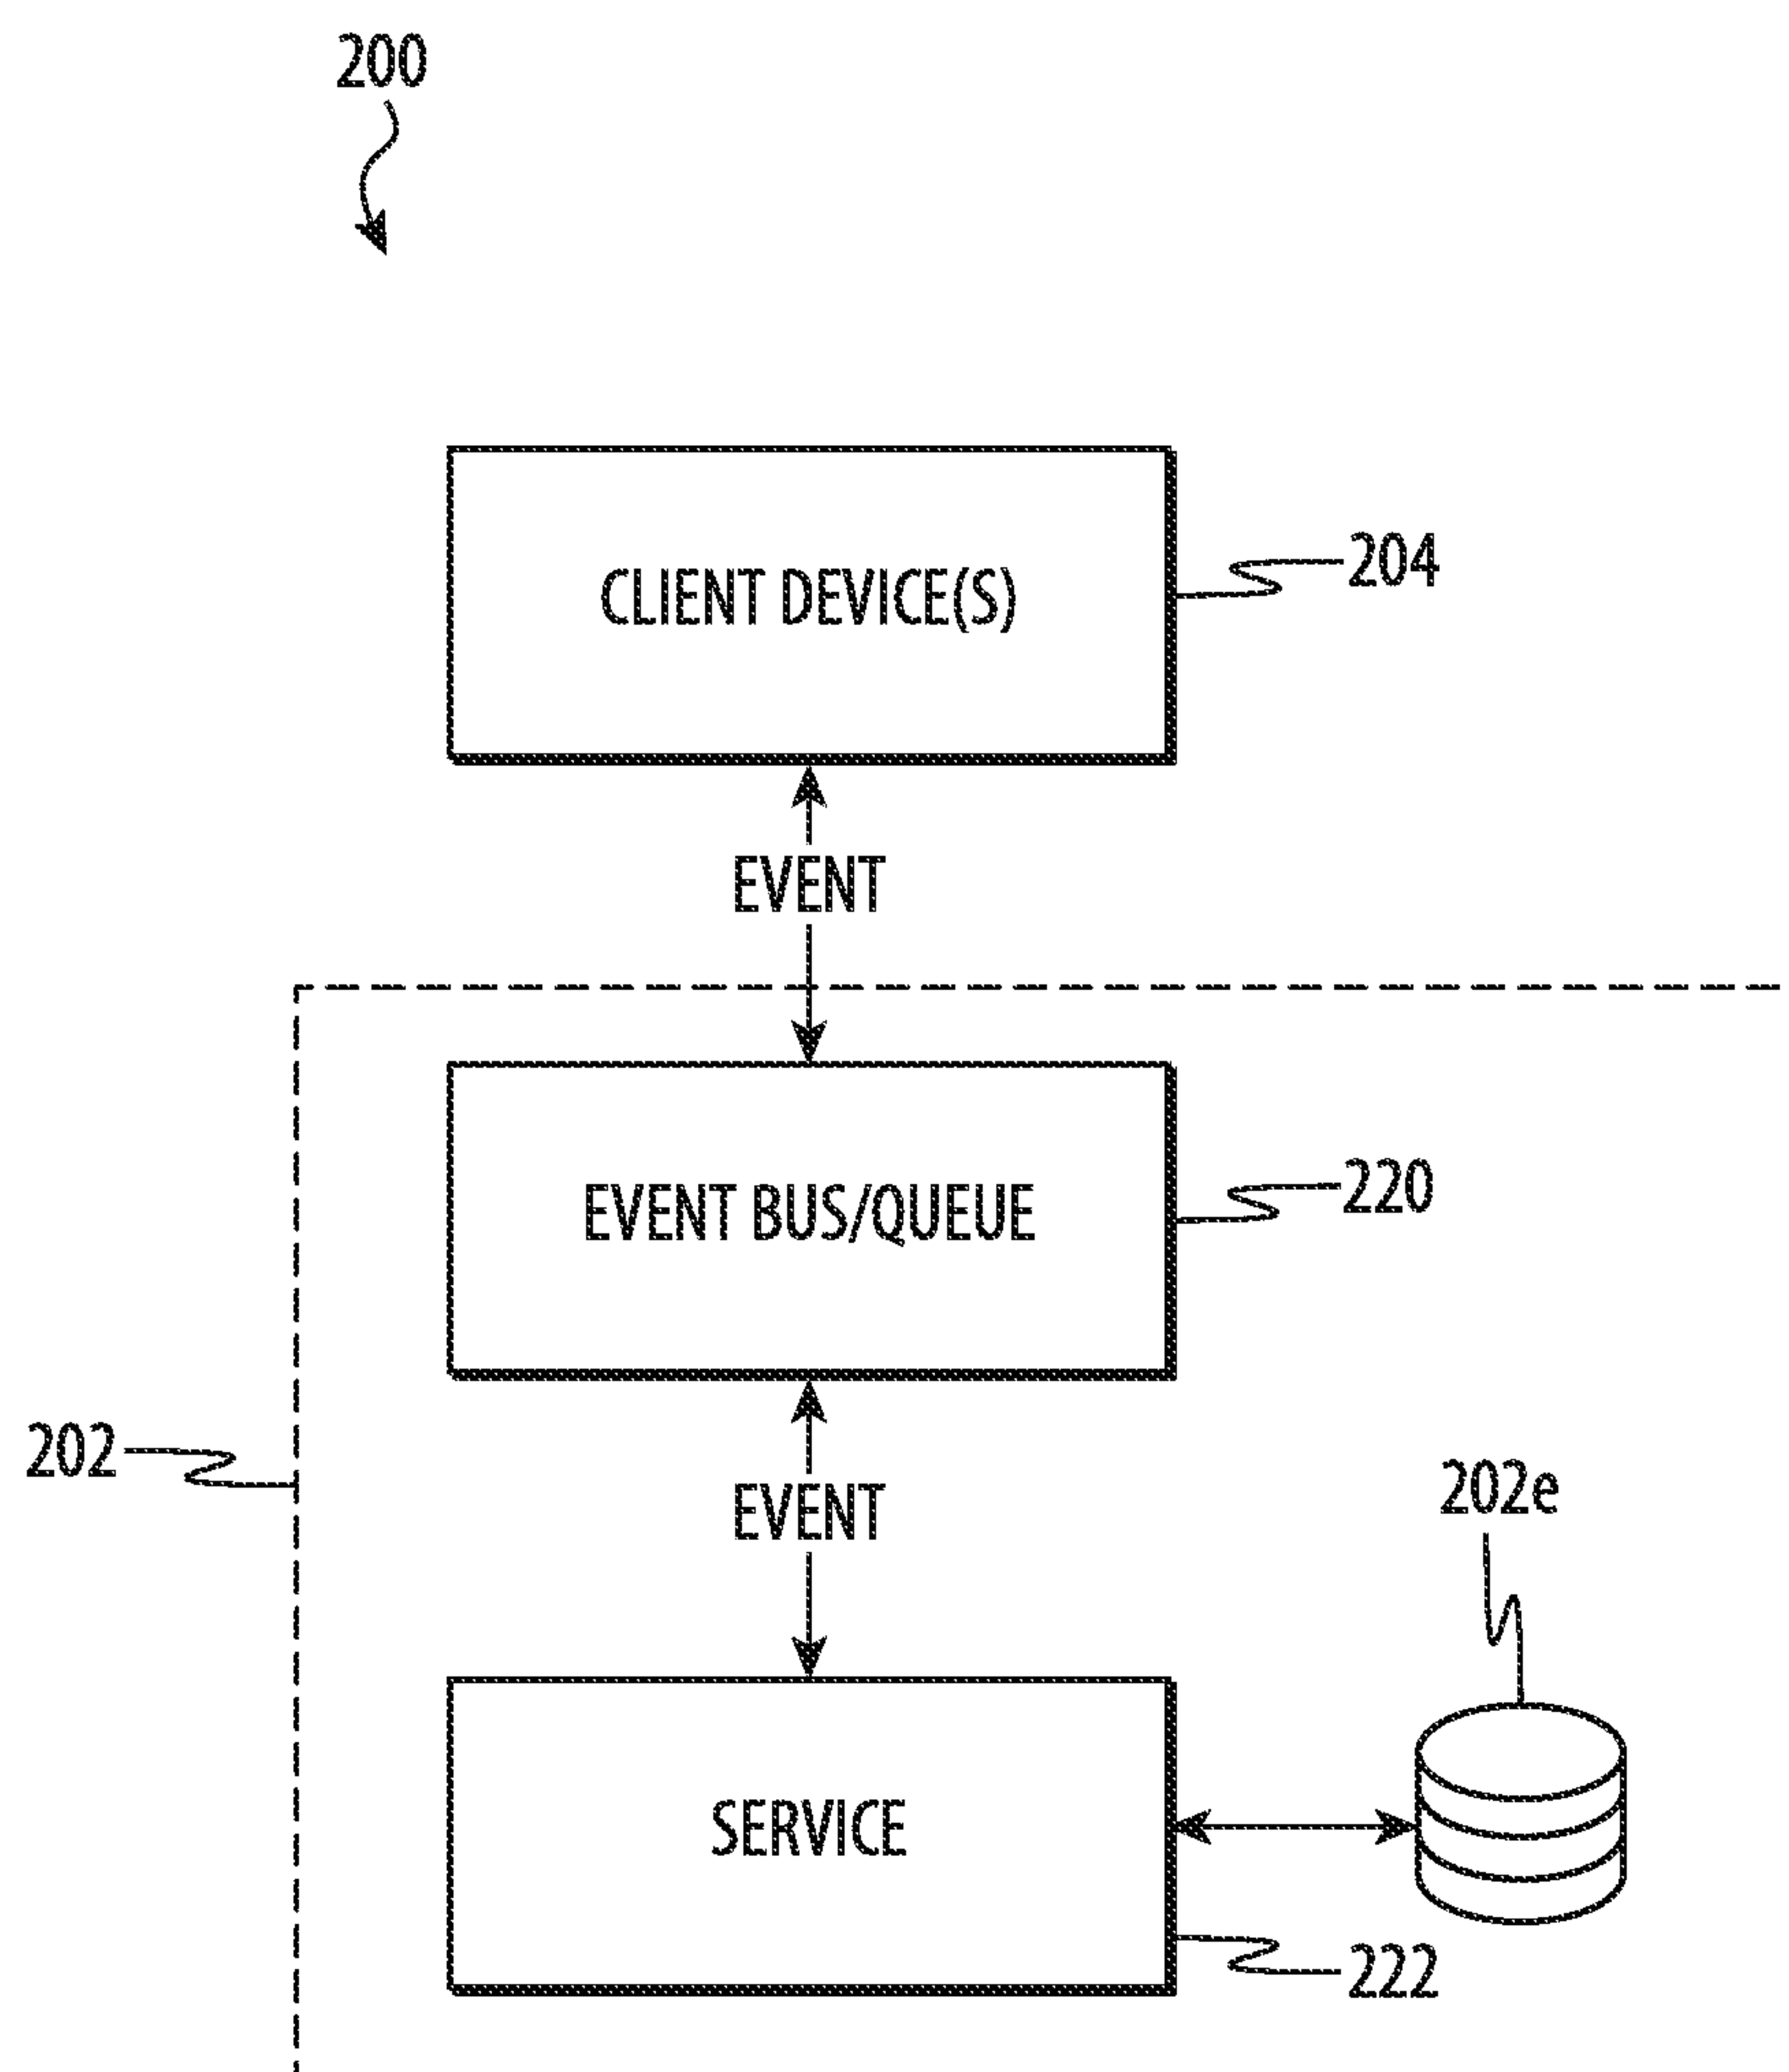 200
CLIENT DEVICE(S)
204
EVENT
EVENT BUS/QUEUE
220
202
EVENT
202e
SERVICE
222